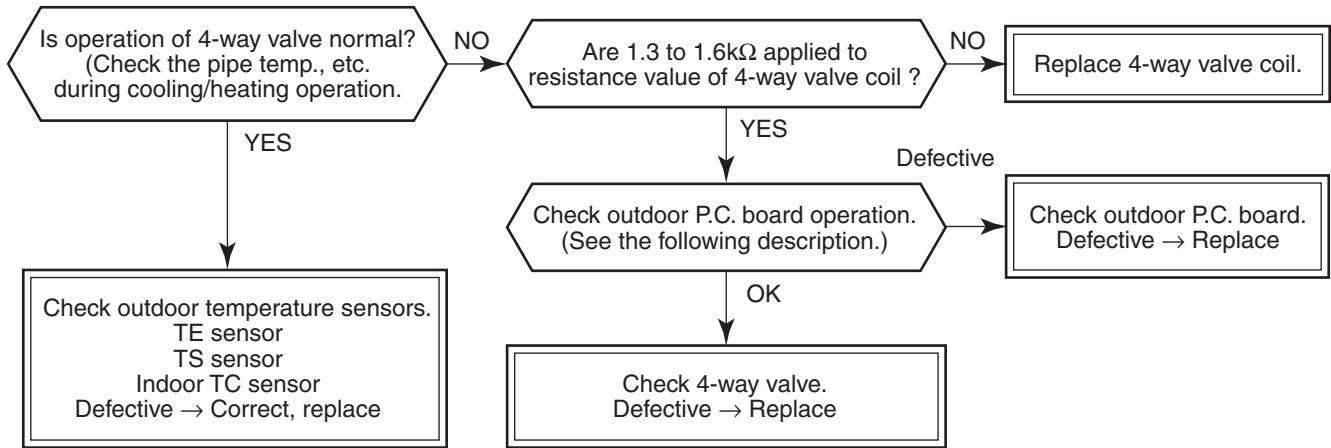 Is operation of 4-way valve normal?
(Check the pipe temp., etc.
during cooling/heating operation.
NO
Are 1.3 to 1.6kΩ applied to
resistance value of 4-way valve coil ?
NO
Replace 4-way valve coil.
YES
YES
Defective
Check outdoor P.C. board operation.
(See the following description.)
Check outdoor P.C. board.
Defective → Replace
OK
Check outdoor temperature sensors.
TE sensor
TS sensor
Indoor TC sensor
Defective → Correct, replace
Check 4-way valve.
Defective → Replace